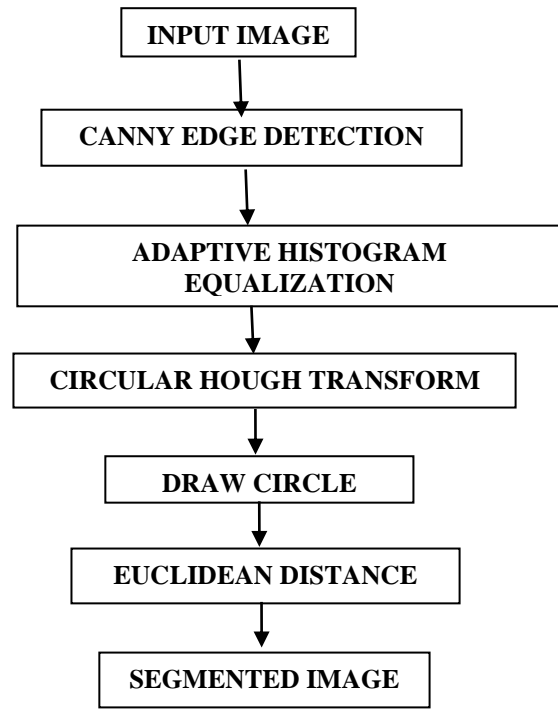 INPUT IMAGE
CANNY EDGE DETECTION
ADAPTIVE HISTOGRAM
EQUALIZATION
CIRCULAR HOUGH TRANSFORM
DRAW CIRCLE
EUCLIDEAN DISTANCE
SEGMENTED IMAGE